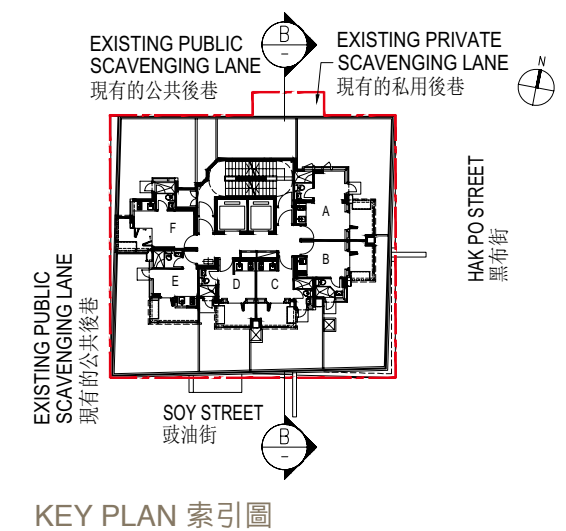 B
-
EXISTING PUBLIC
SCAVENGING LANE
現有的公共後巷
EXISTING PRIVATE
SCAVENGING LANE
現有的私用後巷
N
HAK PO STREET
黑布街
A
B
C
D
E
F
EXISTING PUBLIC
SCAVENGING LANE
現有的公共後巷
SOY STREET
豉油街
B
-
KEY PLAN 索引圖